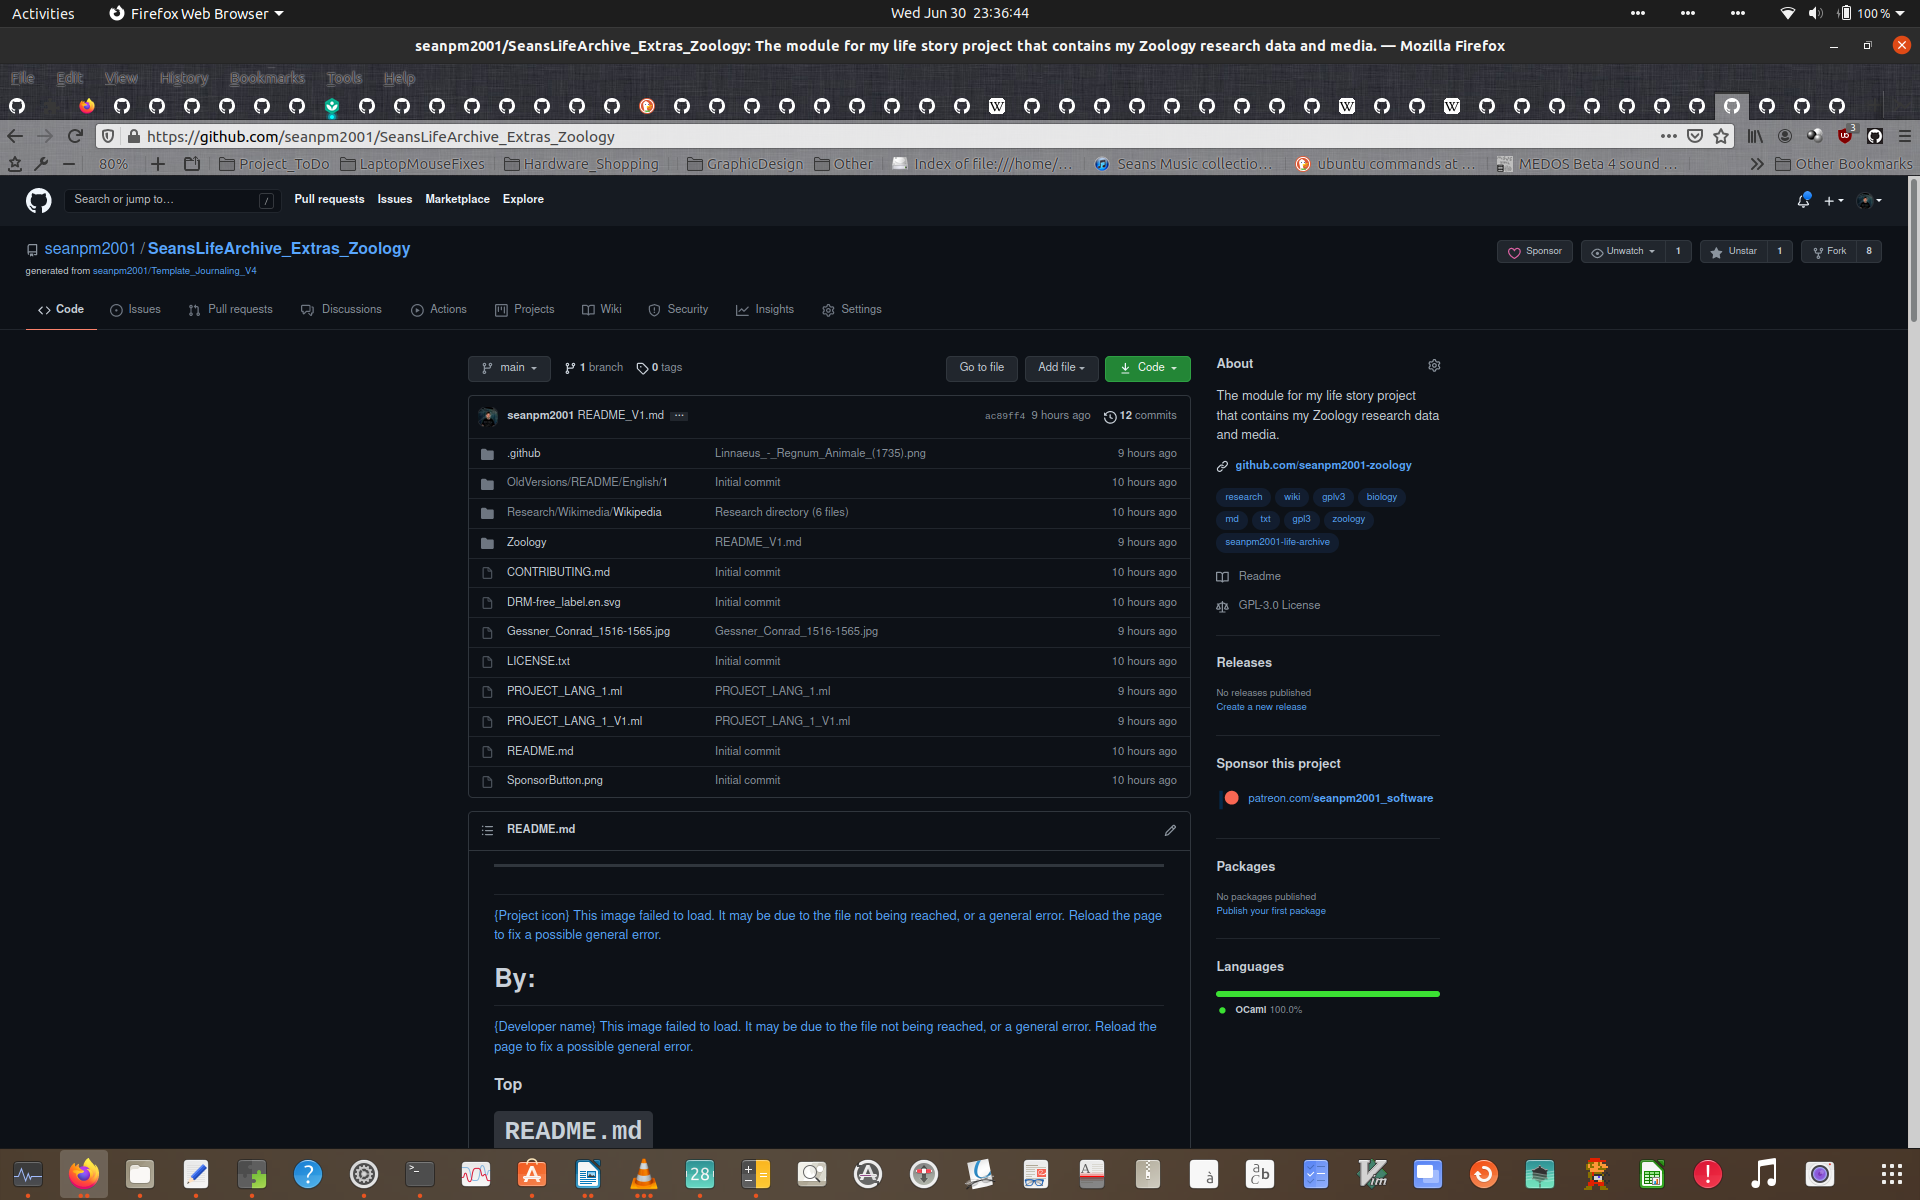 Activities
Firefox Web Browser
Wed Jun 30 23:36:44
100 %
seanpm2001/SeansLifeArchive_Extras_Zoology: The module for my life story project that contains my Zoology research data and media. — Mozilla Firefox
File Edit View History Bookmarks Tools Help
https://github.com/seanpm2001/SeansLifeArchive_Extras_Zoology
3
80%
Project_ToDo
LaptopMouseFixes
Hardware_Shopping
GraphicDesign
Other
Index of file:///home/...
Seans Music collectio...
ubuntu commands at ...
MEDOS Beta 4 sound ...
Other Bookmarks
Search or jump to...
/
Pull requests Issues Marketplace Explore
seanpm2001 / SeansLifeArchive_Extras_Zoology
generated from seanpm2001/Template_Journaling_V4
Sponsor
Unwatch 1
Unstar 1
Fork 8
Code
Issues
Pull requests
Discussions
Actions
Projects
Wiki
Security
Insights
Settings
main
1 branch
0 tags
Go to file
Add file
Code
seanpm2001 README_V1.md ...
ac89ff4 9 hours ago 12 commits
.github Linnaeus_-_Regnum_Animale_(1735).png 9 hours ago
OldVersions/README/English/1 Initial commit 10 hours ago
Research/Wikimedia/Wikipedia Research directory (6 files) 10 hours ago
Zoology README_V1.md 9 hours ago
CONTRIBUTING.md Initial commit 10 hours ago
DRM-free_label.en.svg Initial commit 10 hours ago
Gessner_Conrad_1516-1565.jpg Gessner_Conrad_1516-1565.jpg 9 hours ago
LICENSE.txt Initial commit 10 hours ago
PROJECT_LANG_1.ml PROJECT_LANG_1.ml 9 hours ago
PROJECT_LANG_1_V1.ml PROJECT_LANG_1_V1.ml 9 hours ago
README.md Initial commit 10 hours ago
SponsorButton.png Initial commit 10 hours ago
README.md
{Project icon} This image failed to load. It may be due to the file not being reached, or a general error. Reload the page
to fix a possible general error.
By:
{Developer name} This image failed to load. It may be due to the file not being reached, or a general error. Reload the
page to fix a possible general error.
Top
README.md
About
The module for my life story project
that contains my Zoology research data
and media.
github.com/seanpm2001-zoology
research wiki gplv3 biology
md txt gpl3 zoology
seanpm2001-life-archive
Readme
GPL-3.0 License
Releases
No releases published
Create a new release
Sponsor this project
patreon.com/seanpm2001_software
Packages
No packages published
Publish your first package
Languages
OCaml 100.0%
28